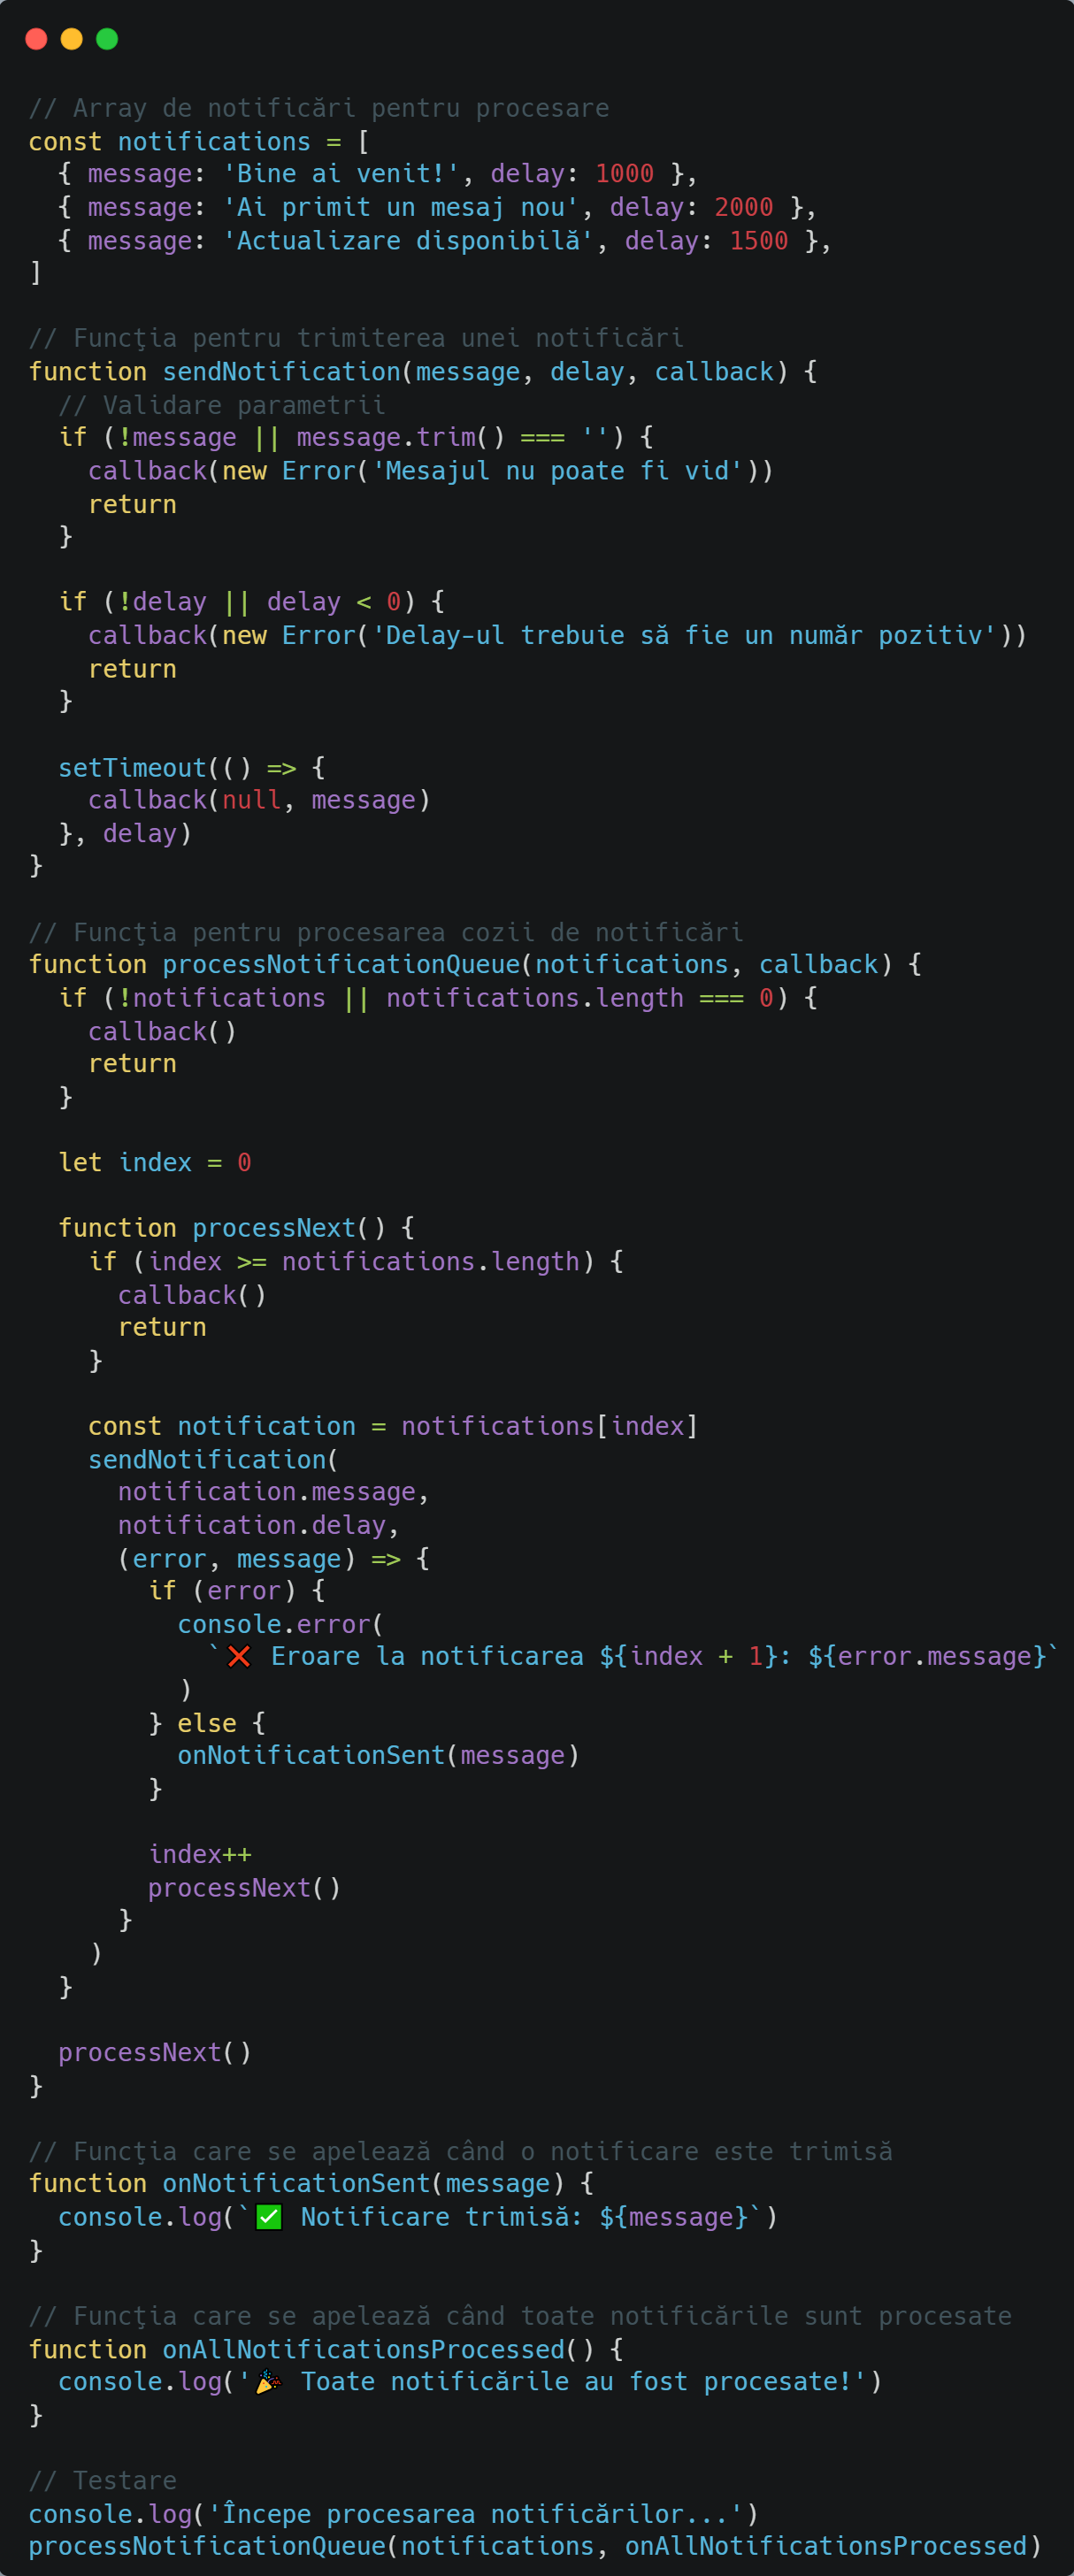 // Array de notificări pentru procesare
const notifications = [
  { message: 'Bine ai venit!', delay: 1000 },
  { message: 'Ai primit un mesaj nou', delay: 2000 },
  { message: 'Actualizare disponibilă', delay: 1500 },
]

// Funcţia pentru trimiterea unei notificări
function sendNotification(message, delay, callback) {
  // Validare parametrii
  if (!message || message.trim() === '') {
    callback(new Error('Mesajul nu poate fi vid'))
    return
  }

  if (!delay || delay < 0) {
    callback(new Error('Delay-ul trebuie să fie un număr pozitiv'))
    return
  }

  setTimeout(() => {
    callback(null, message)
  }, delay)
}

// Funcţia pentru procesarea cozii de notificări
function processNotificationQueue(notifications, callback) {
  if (!notifications || notifications.length === 0) {
    callback()
    return
  }

  let index = 0

  function processNext() {
    if (index >= notifications.length) {
      callback()
      return
    }

    const notification = notifications[index]
    sendNotification(
      notification.message,
      notification.delay,
      (error, message) => {
        if (error) {
          console.error(
            `❌ Eroare la notificarea ${index + 1}: ${error.message}`
          )
        } else {
          onNotificationSent(message)
        }

        index++
        processNext()
      }
    )
  }

  processNext()
}

// Funcţia care se apelează când o notificare este trimisă
function onNotificationSent(message) {
  console.log(`✅ Notificare trimisă: ${message}`)
}

// Funcţia care se apelează când toate notificările sunt procesate
function onAllNotificationsProcessed() {
  console.log('🎉 Toate notificările au fost procesate!')
}

// Testare
console.log('Începe procesarea notificărilor...')
processNotificationQueue(notifications, onAllNotificationsProcessed)